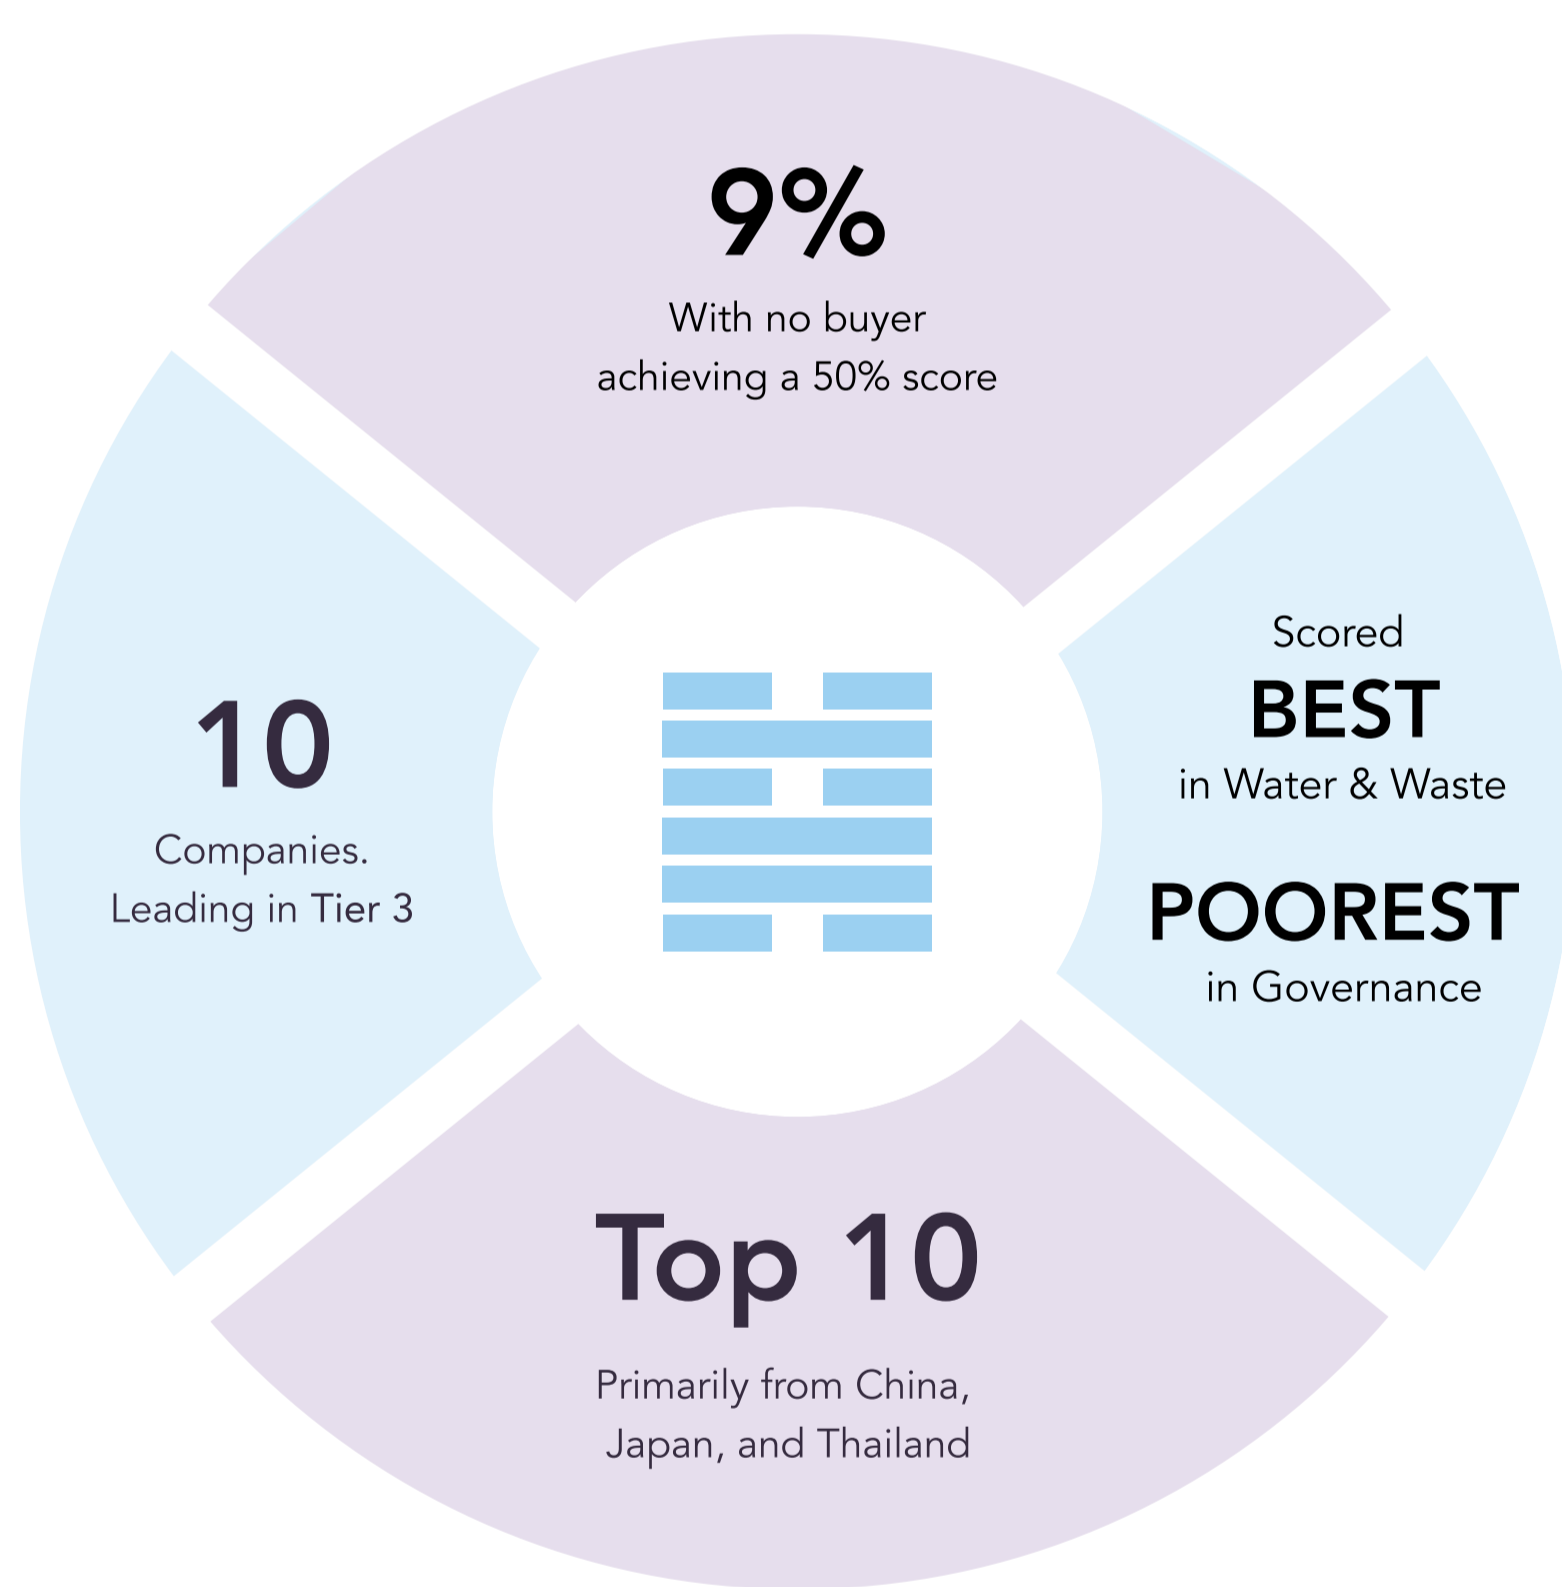 9%
With no buyer
achieving a 50% score
10
Companies.
Leading in Tier 3
Scored
BEST
in Water & Waste
POOREST
in Governance
Top 10
Primarily from China,
Japan, and Thailand